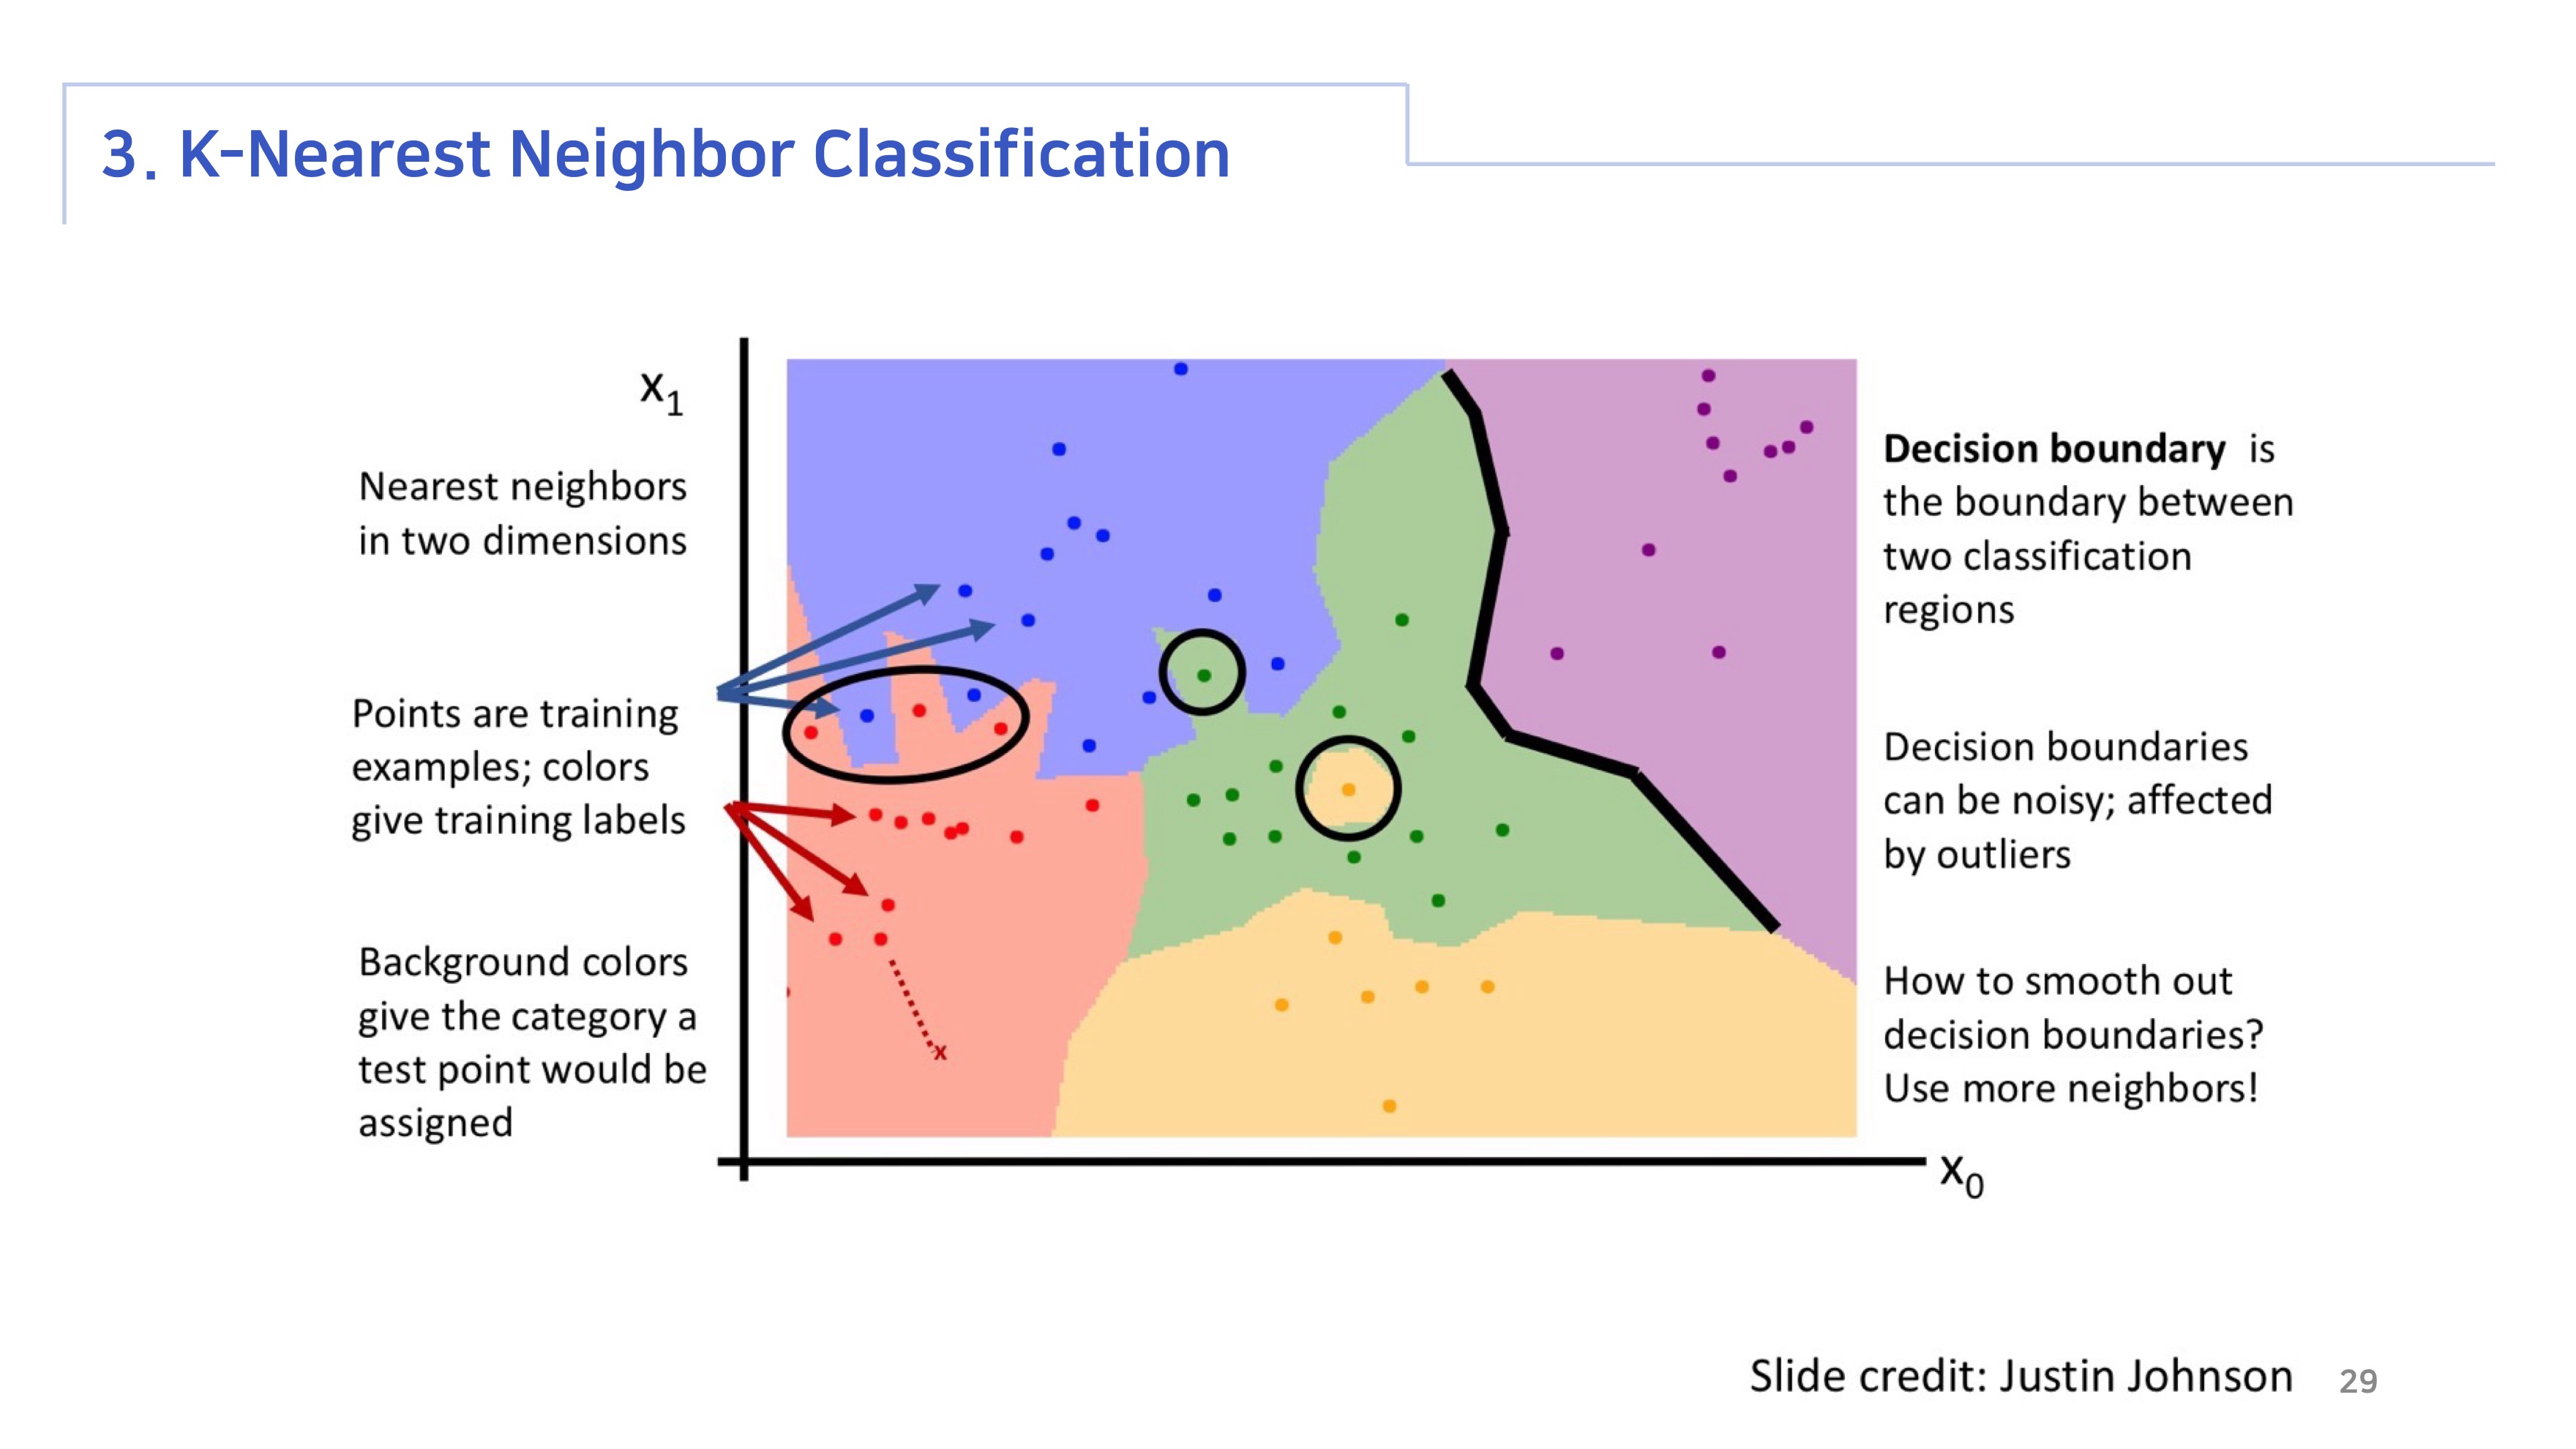 3. K-Nearest Neighbor Classification
x1
Nearest neighbors
in two dimensions
Points are training
examples; colors
give training labels
Background colors
give the category a
test point would be
assigned
x
Decision boundary is
the boundary between
two classification
regions
Decision boundaries
can be noisy; affected
by outliers
How to smooth out
decision boundaries?
Use more neighbors!
x0
Slide credit: Justin Johnson
29